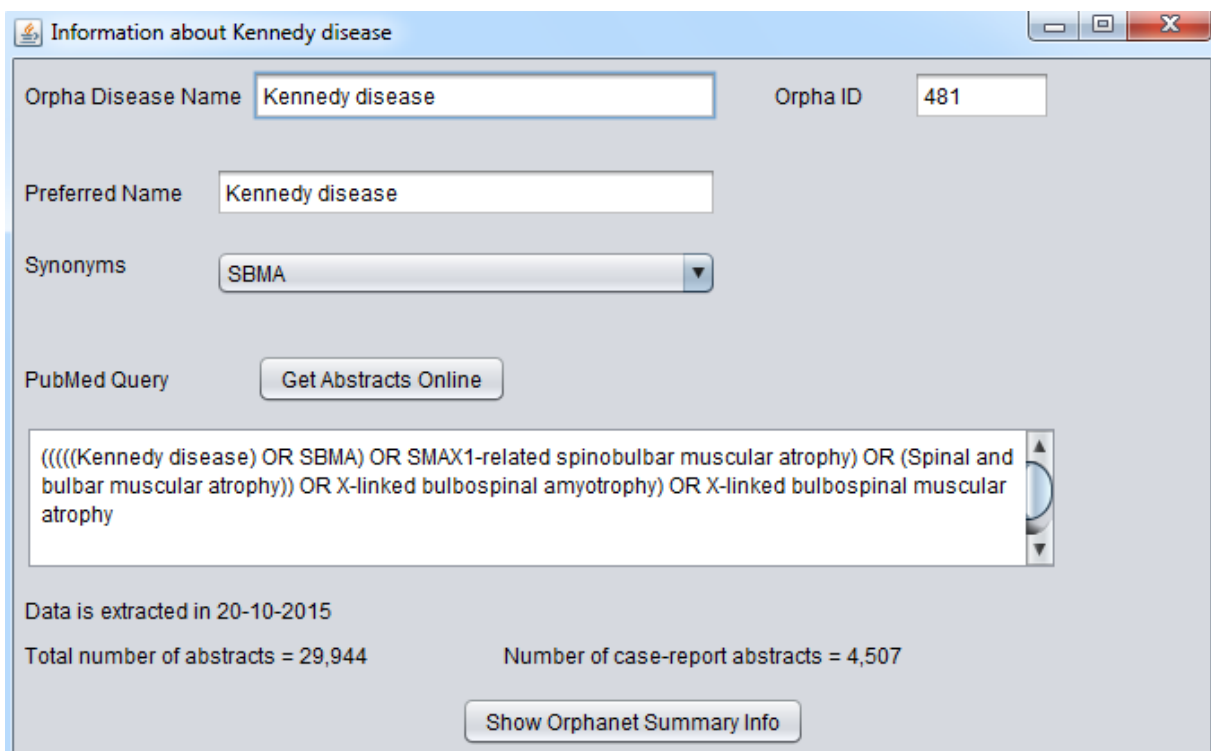 Information about Kennedy disease
Orpha Disease Name Kennedy disease Orpha ID 481
Preferred Name Kennedy disease
Synonyms SBMA
PubMed Query Get Abstracts Online
(((((Kennedy disease) OR SBMA) OR SMAX1-related spinobulbar muscular atrophy) OR (Spinal and
bulbar muscular atrophy)) OR X-linked bulbospinal amyotrophy) OR X-linked bulbospinal muscular
atrophy
Data is extracted in 20-10-2015
Total number of abstracts = 29,944 Number of case-report abstracts = 4,507
Show Orphanet Summary Info